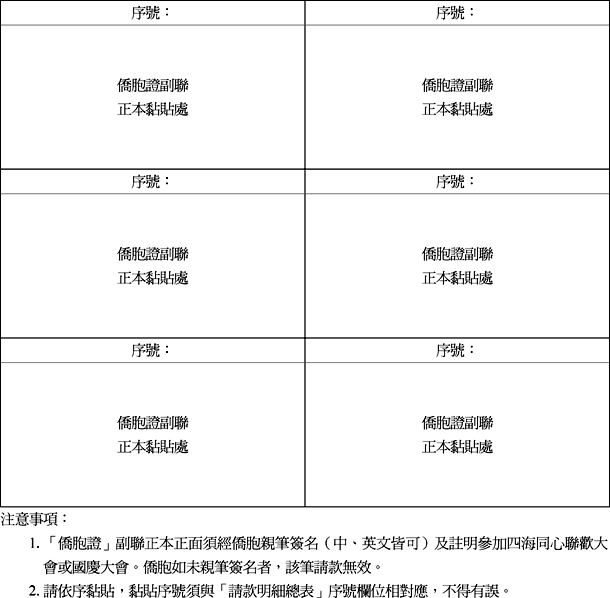 序號：
序號：
僑胞證副聯
正本黏貼處
僑胞證副聯
正本黏貼處
序號：
序號：
僑胞證副聯
正本黏貼處
僑胞證副聯
正本黏貼處
序號：
序號：
僑胞證副聯
正本黏貼處
僑胞證副聯
正本黏貼處
注意事項：
1. 「僑胞證」副聯正本正面須經僑胞親筆簽名（中、英文皆可）及註明參加四海同心聯歡大
會或國慶大會。僑胞如未親筆簽名者，該筆請款無效。
2. 請依序黏貼，黏貼序號須與「請款明細總表」序號欄位相對應，不得有誤。